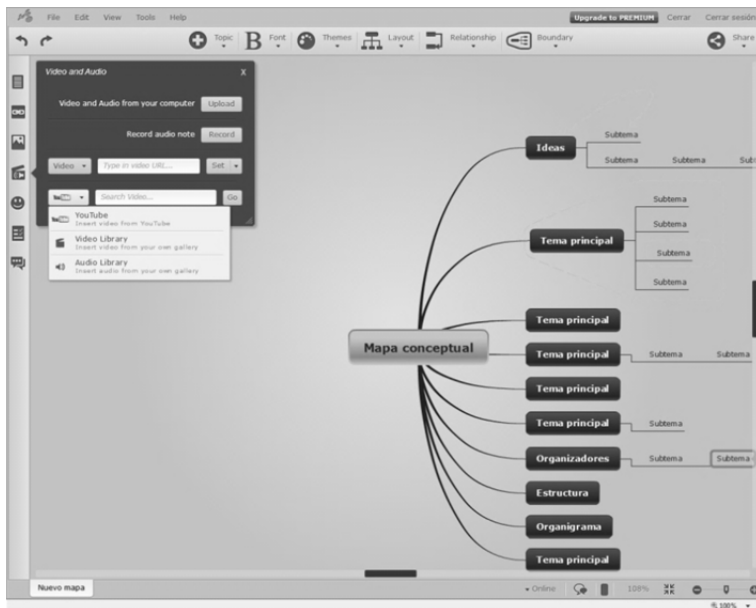 File Edit View Tools Help Upgrade to PREMIUM Cerrar Cerrar sesión
Topic Font Themes Layout Relationship Boundary Share
Video and Audio X
Video and Audio from your computer Upload
Record audio note Record
Video Type in video URL... Set
Search Video... Go
YouTube
Insert video from YouTube
Video Library
Insert video from your own gallery
Audio Library
Insert audio from your own gallery
Mapa conceptual
Ideas
Subtema
Subtema Subtema
Tema principal
Subtema
Subtema
Subtema
Subtema
Tema principal
Tema principal Subtema Subtema
Tema principal
Tema principal Subtema
Organizadores Subtema Subtema
Estructura
Organigrama
Tema principal
Nuevo mapa Online 108%
100%